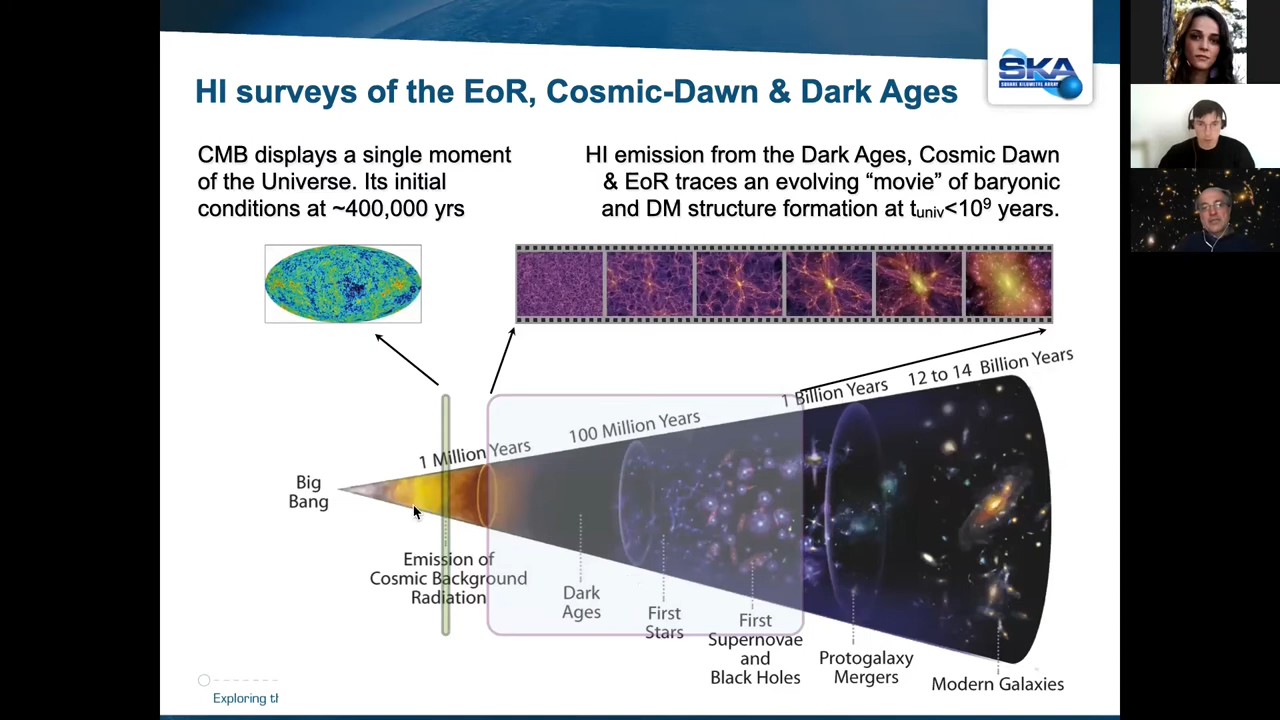 SKA
SQUARE KILOMETRE ARRAY
HI surveys of the EoR, Cosmic-Dawn & Dark Ages
CMB displays a single moment
of the Universe. Its initial
conditions at ~400,000 yrs
HI emission from the Dark Ages, Cosmic Dawn
& EoR traces an evolving “movie” of baryonic
and DM structure formation at tuniv<10⁹ years.
1 Million Years
100 Million Years
1 Billion Years
12 to 14 Billion Years
Big
Bang
Emission of
Cosmic Background
Radiation
Dark
Ages
First
Stars
First
Supernovae
and
Black Holes
Protogalaxy
Mergers
Modern Galaxies
Exploring